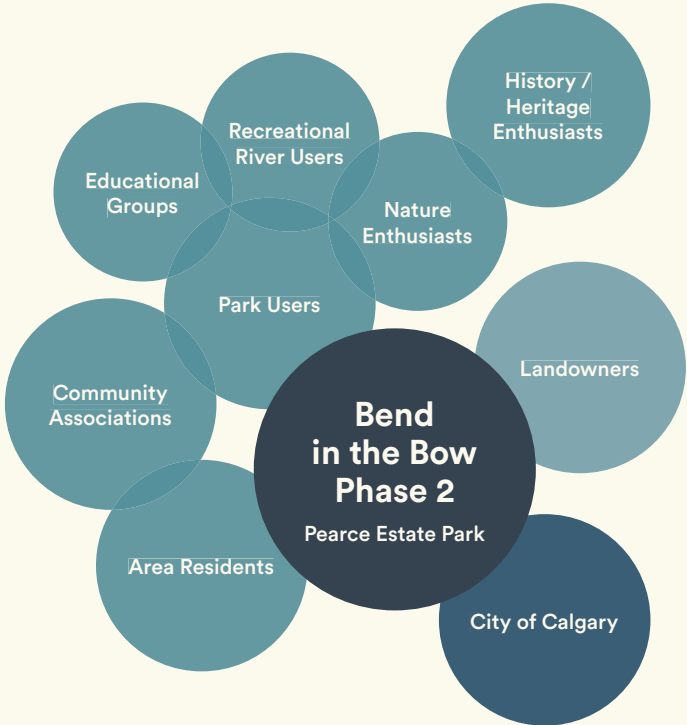 History /
Heritage
Enthusiasts
Recreational
River Users
Educational
Groups
Nature
Enthusiasts
Park Users
Landowners
Community
Associations
Bend
in the Bow
Phase 2
Pearce Estate Park
Area Residents
City of Calgary